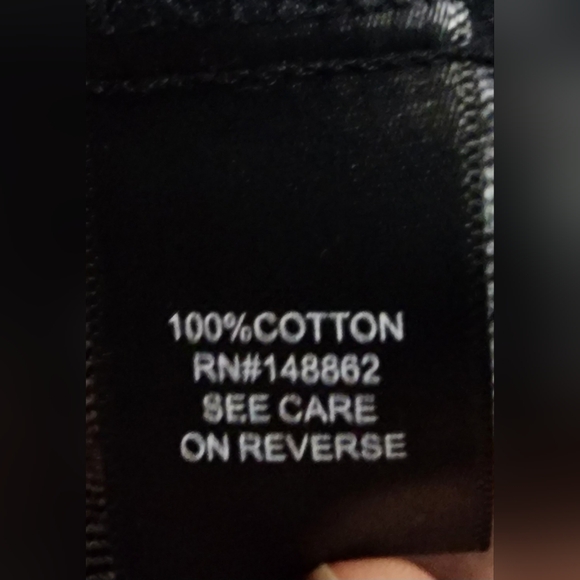 100%COTTON
RN#148862
SEE CARE
ON REVERSE